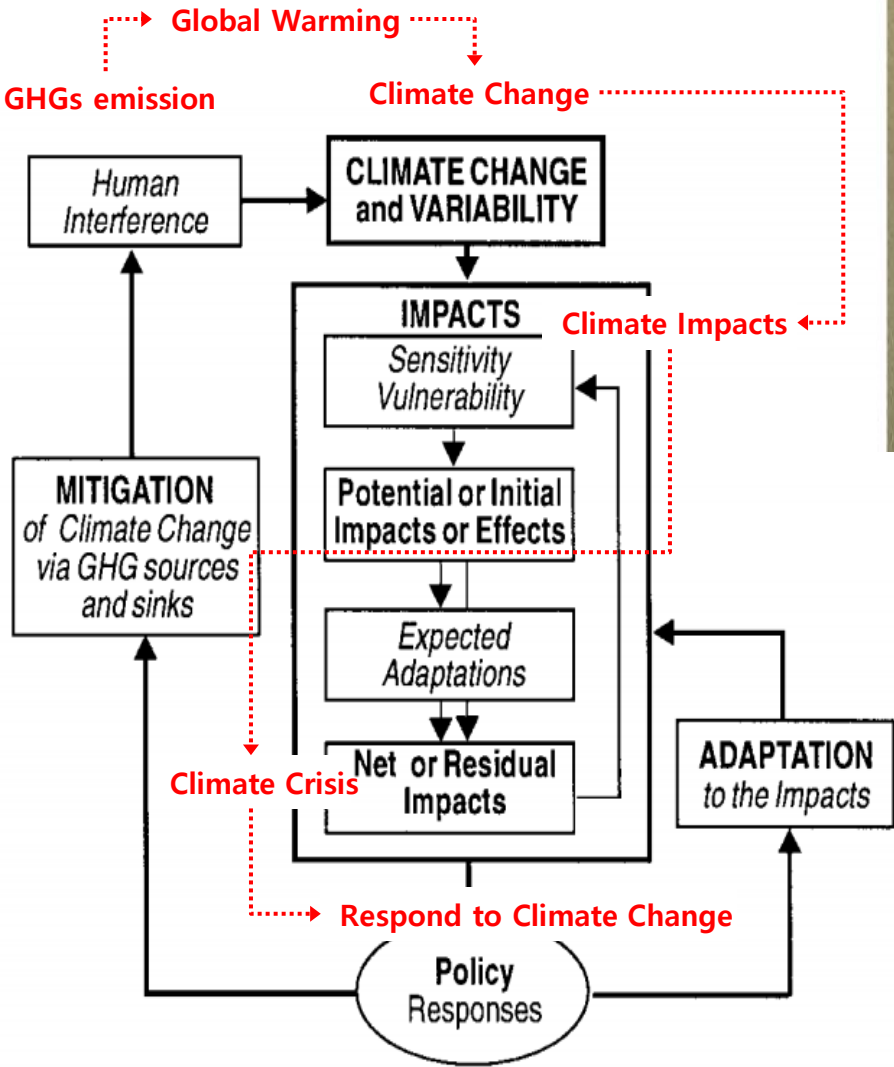 Global Warming
GHGs emission
Climate Change
Human
Interference
CLIMATE CHANGE
and VARIABILITY
IMPACTS
Climate Impacts
Sensitivity
Vulnerability
Potential or Initial
Impacts or Effects
MITIGATION
of Climate Change
via GHG sources
and sinks
Expected
Adaptations
Climate Crisis
Net or Residual
Impacts
ADAPTATION
to the Impacts
Respond to Climate Change
Policy
Responses